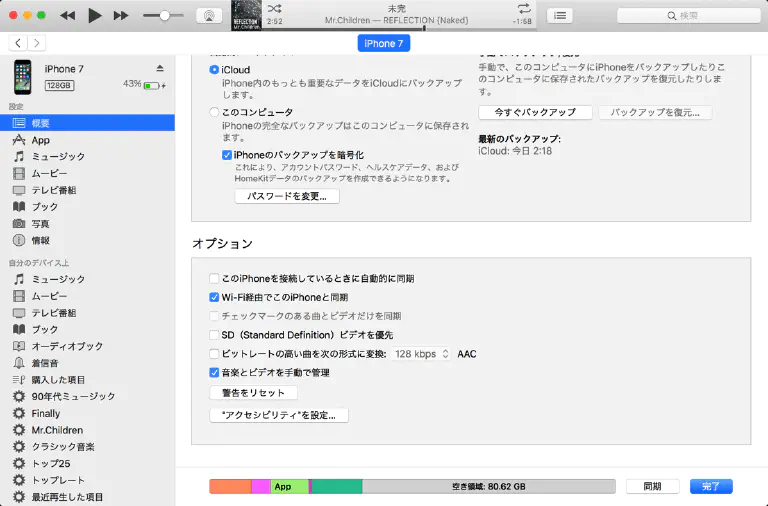 未完
2:52
Mr.Children — REFLECTION {Naked}
-1:58
検索
REFLECTION
Mr.Children
iPhone 7
iPhone 7
128GB
43%
設定
概要
App
ミュージック
ムービー
テレビ番組
ブック
写真
情報
自分のデバイス上
ミュージック
ムービー
テレビ番組
ブック
オーディオブック
着信音
購入した項目
90年代ミュージック
Finally
Mr.Children
クラシック音楽
トップ25
トップレート
最近再生した項目
iCloud
iPhone内のもっとも重要なデータをiCloudにバックアップ
します。
このコンピュータ
iPhoneの完全なバックアップはこのコンピュータに保存されま
す。
iPhoneのバックアップを暗号化
これにより、アカウントパスワード、ヘルスケアデータ、および
HomeKitデータのバックアップを作成できるようになります。
パスワードを変更...
手動で、このコンピュータにiPhoneをバックアップしたりこ
のコンピュータに保存されたバックアップを復元したりしま
す。
今すぐバックアップ
バックアップを復元...
最新のバックアップ:
iCloud: 今日 2:18
オプション
このiPhoneを接続しているときに自動的に同期
Wi-Fi経由でこのiPhoneと同期
チェックマークのある曲とビデオだけを同期
SD（Standard Definition）ビデオを優先
ビットレートの高い曲を次の形式に変換: 128 kbps AAC
音楽とビデオを手動で管理
警告をリセット
"アクセシビリティ"を設定...
App
空き領域: 80.62 GB
同期
完了